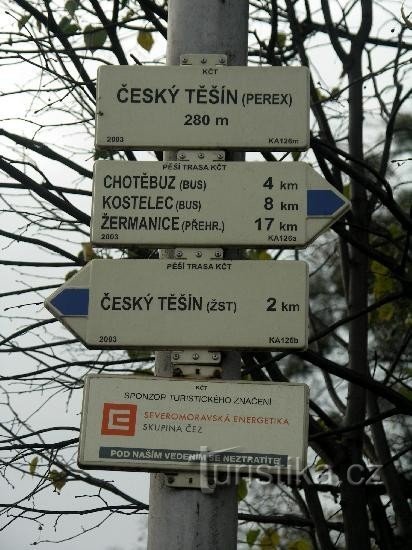 KČT
ČESKÝ TĚŠÍN (PEREX)
280 m
2003 KA126m
PĚŠÍ TRASA KČT
CHOTĚBUZ (BUS) 4 KM
KOSTELEC (BUS) 8 KM
ŽERMANICE (PŘEHR.) 17 KM
2003 KA126a
PĚŠÍ TRASA KČT
ČESKÝ TĚŠÍN (ŽST) 2 KM
2003 KA126b
KČT
SPONZOR TURISTICKÉHO ZNAČENÍ
SEVEROMORAVSKÁ ENERGETIKA
SKUPINA ČEZ
POD NAŠÍM VEDENÍM SE NEZTRATÍTE
www.turistika.cz